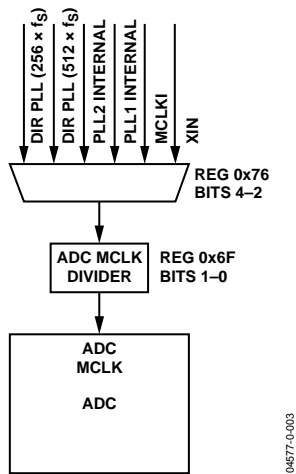 DIR PLL (256 × fS)
DIR PLL (512 × fS)
PLL2 INTERNAL
PLL1 INTERNAL
MCLKI
XIN
REG 0x76
BITS 4–2
ADC MCLK
DIVIDER
REG 0x6F
BITS 1–0
ADC
MCLK
ADC
04577-0-003